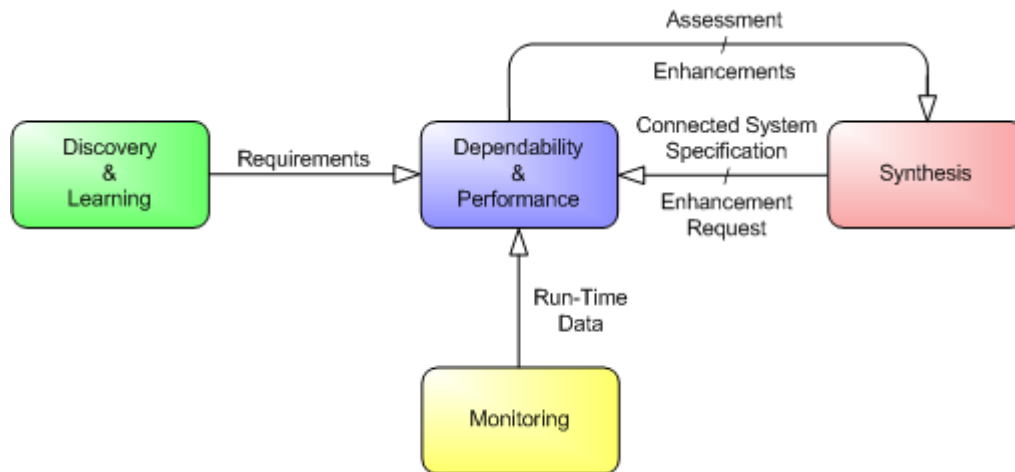 Assessment
Enhancements
Discovery
&
Learning
Requirements
Dependability
&
Performance
Connected System
Specification
Enhancement
Request
Synthesis
Run-Time
Data
Monitoring